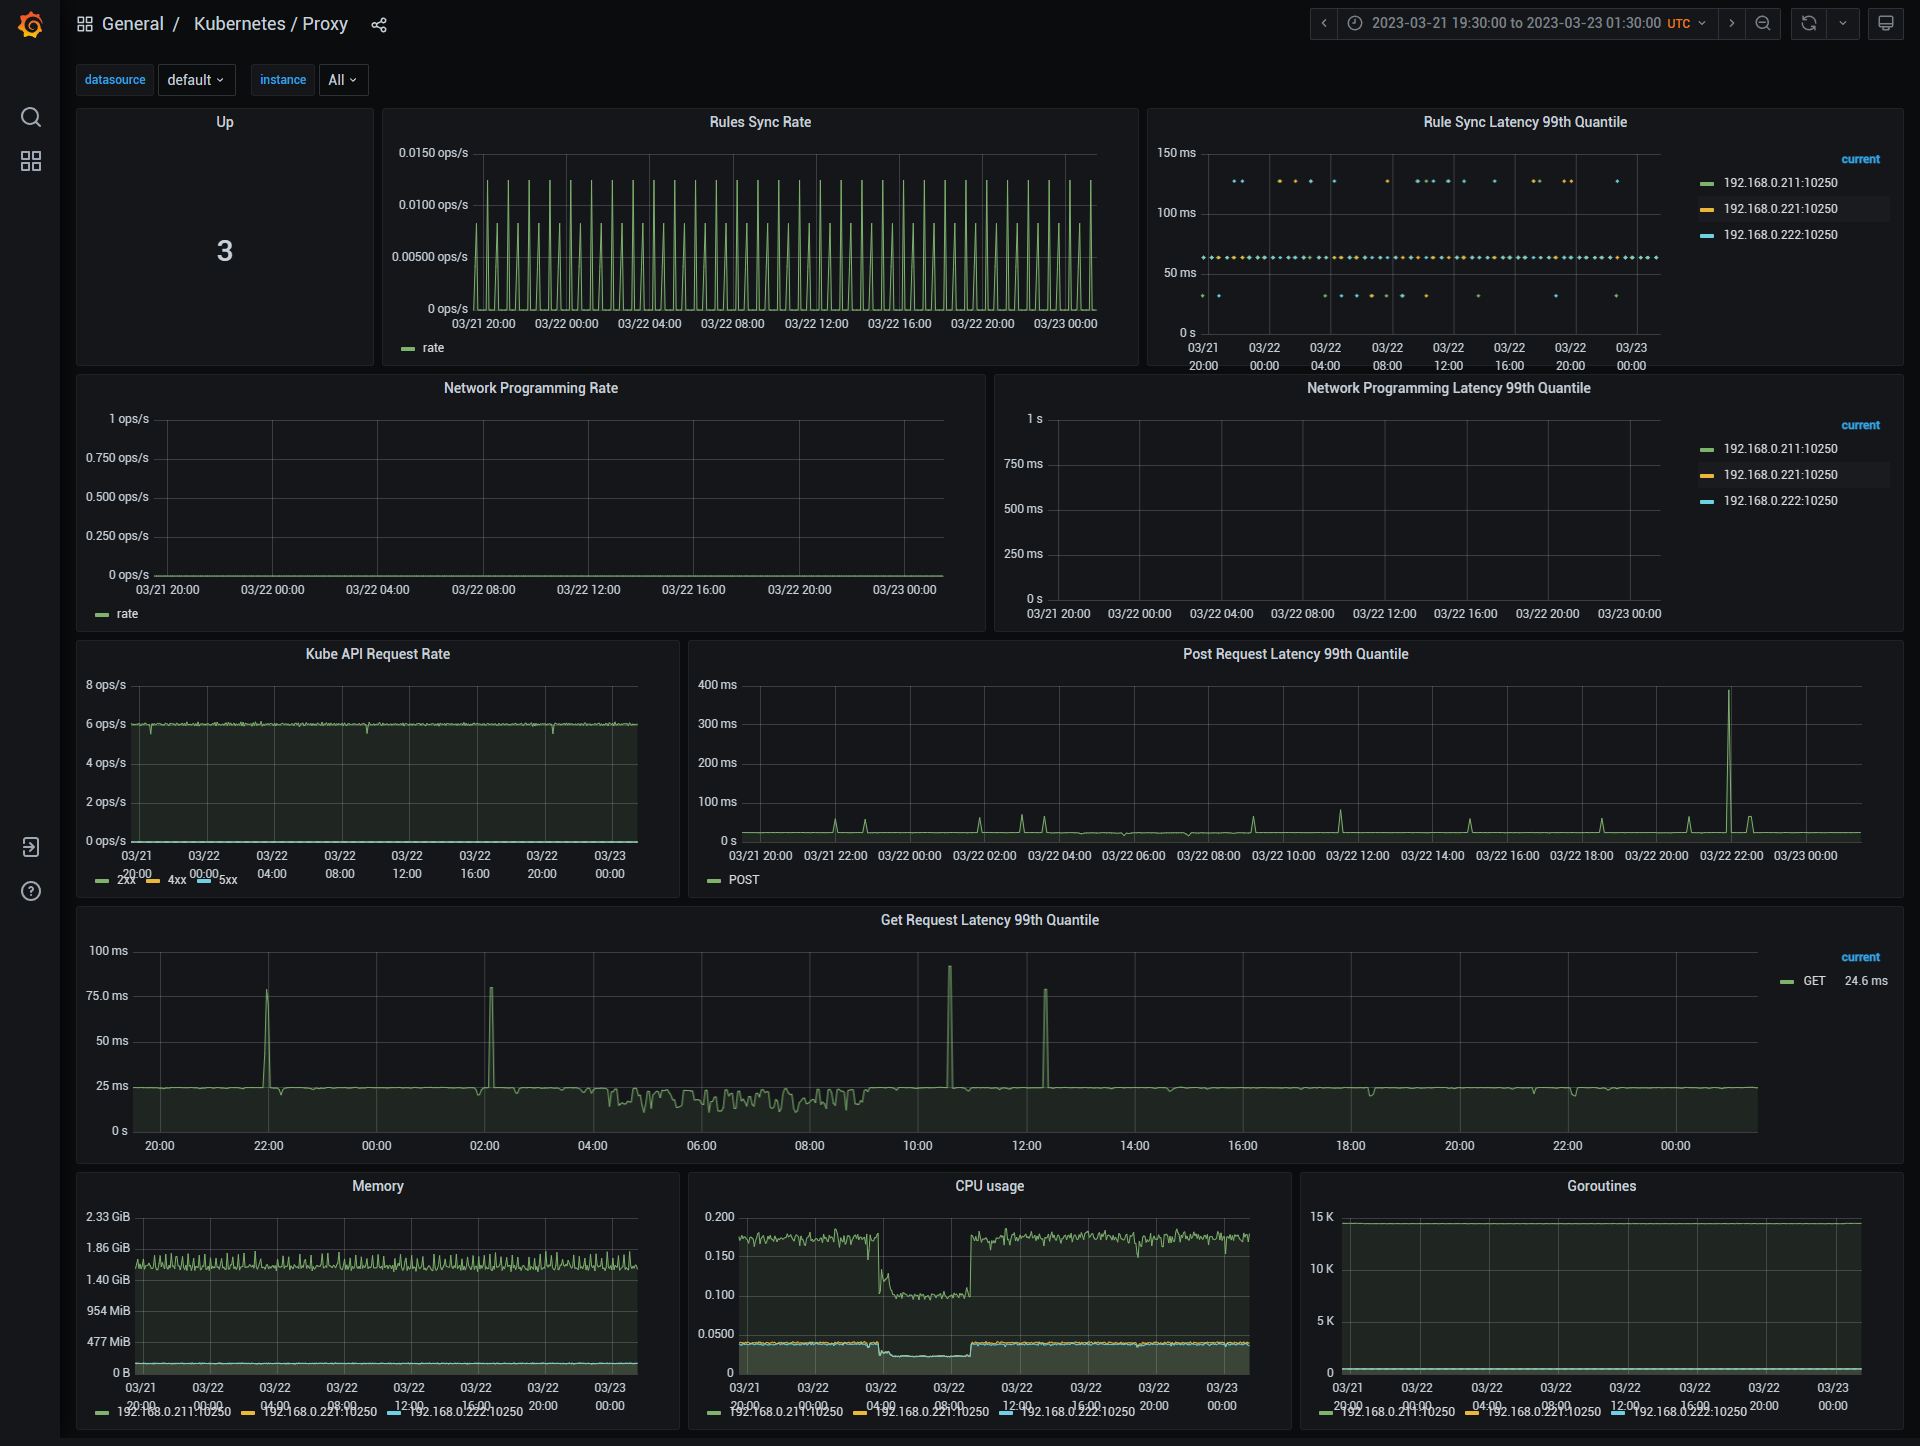 General / Kubernetes / Proxy
2023-03-21 19:30:00 to 2023-03-23 01:30:00 UTC
datasource default instance All
Up
3
Rules Sync Rate
0.0150 ops/s
0.0100 ops/s
0.00500 ops/s
0 ops/s
03/21 20:00 03/22 00:00 03/22 04:00 03/22 08:00 03/22 12:00 03/22 16:00 03/22 20:00 03/23 00:00
rate
Rule Sync Latency 99th Quantile
150 ms
100 ms
50 ms
0 s
03/21 03/22 03/22 03/22 03/22 03/22 03/22 03/23
20:00 00:00 04:00 08:00 12:00 16:00 20:00 00:00
current
192.168.0.211:10250
192.168.0.221:10250
192.168.0.222:10250
Network Programming Rate
1 ops/s
0.750 ops/s
0.500 ops/s
0.250 ops/s
0 ops/s
03/21 20:00 03/22 00:00 03/22 04:00 03/22 08:00 03/22 12:00 03/22 16:00 03/22 20:00 03/23 00:00
rate
Network Programming Latency 99th Quantile
1 s
750 ms
500 ms
250 ms
0 s
03/21 20:00 03/22 00:00 03/22 04:00 03/22 08:00 03/22 12:00 03/22 16:00 03/22 20:00 03/23 00:00
current
192.168.0.211:10250
192.168.0.221:10250
192.168.0.222:10250
Kube API Request Rate
8 ops/s
6 ops/s
4 ops/s
2 ops/s
0 ops/s
03/21 03/22 03/22 03/22 03/22 03/22 03/22 03/23
20:00 00:00 04:00 08:00 12:00 16:00 20:00 00:00
2xx 4xx 5xx
Post Request Latency 99th Quantile
400 ms
300 ms
200 ms
100 ms
0 s
03/21 20:00 03/21 22:00 03/22 00:00 03/22 02:00 03/22 04:00 03/22 06:00 03/22 08:00 03/22 10:00 03/22 12:00 03/22 14:00 03/22 16:00 03/22 18:00 03/22 20:00 03/22 22:00 03/23 00:00
POST
Get Request Latency 99th Quantile
100 ms
75.0 ms
50 ms
25 ms
0 s
20:00 22:00 00:00 02:00 04:00 06:00 08:00 10:00 12:00 14:00 16:00 18:00 20:00 22:00 00:00
current
GET 24.6 ms
Memory
2.33 GiB
1.86 GiB
1.40 GiB
954 MiB
477 MiB
0 B
03/21 03/22 03/22 03/22 03/22 03/22 03/22 03/23
20:00 00:00 04:00 08:00 12:00 16:00 20:00 00:00
192.168.0.211:10250 192.168.0.221:10250 192.168.0.222:10250
CPU usage
0.200
0.150
0.100
0.0500
0
03/21 03/22 03/22 03/22 03/22 03/22 03/22 03/23
20:00 00:00 04:00 08:00 12:00 16:00 20:00 00:00
192.168.0.211:10250 192.168.0.221:10250 192.168.0.222:10250
Goroutines
15 K
10 K
5 K
0
03/21 03/22 03/22 03/22 03/22 03/22 03/22 03/23
20:00 00:00 04:00 08:00 12:00 16:00 20:00 00:00
192.168.0.211:10250 192.168.0.221:10250 192.168.0.222:10250